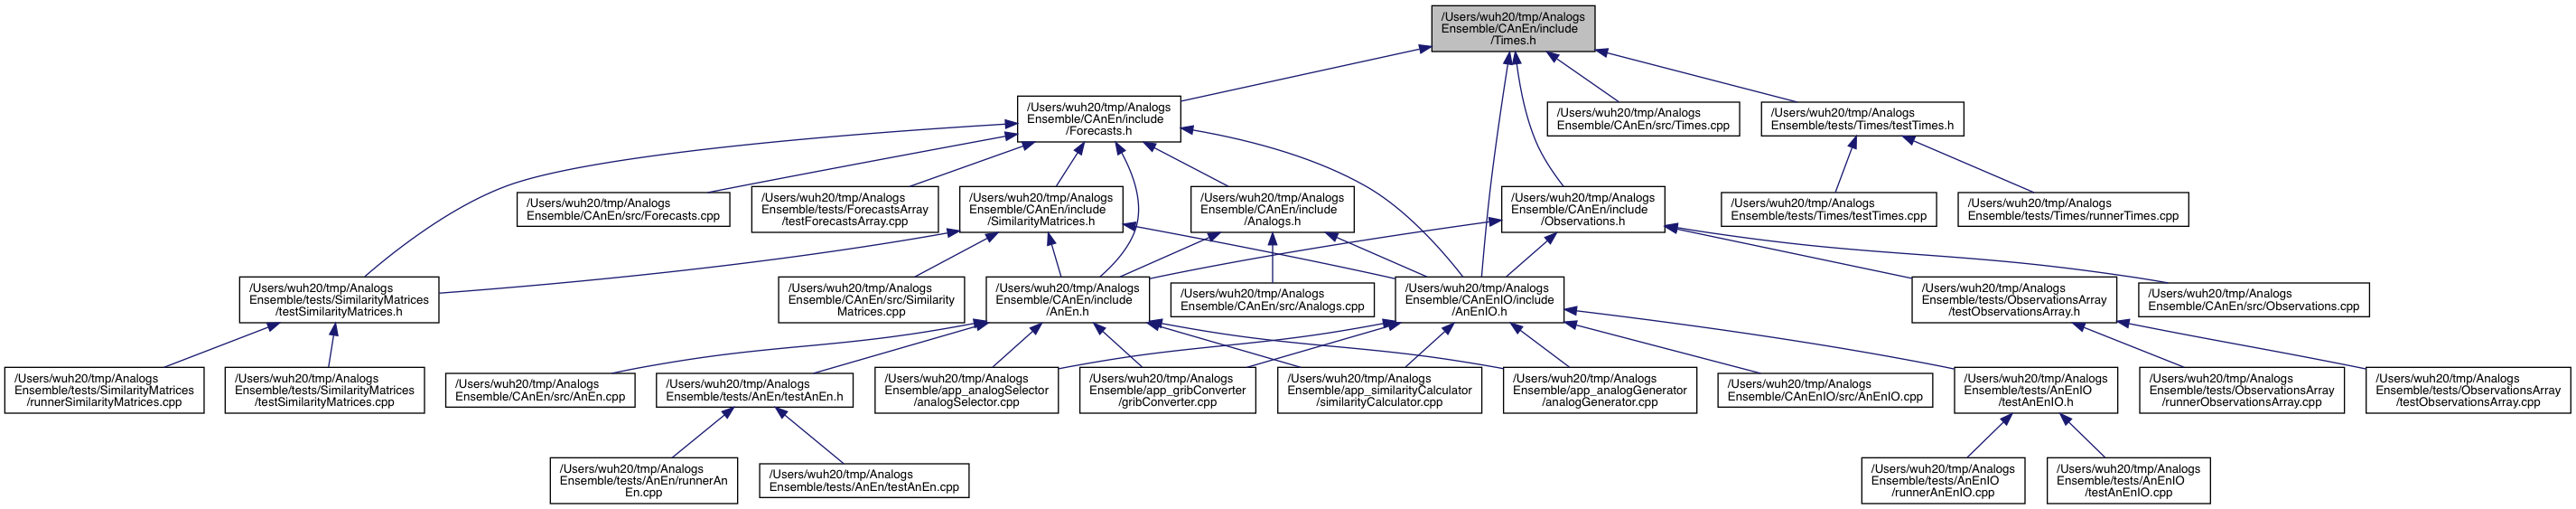 /Users/wuh20/tmp/Analogs
Ensemble/CAnEn/include
/Times.h
/Users/wuh20/tmp/Analogs
Ensemble/CAnEn/include
/Forecasts.h
/Users/wuh20/tmp/Analogs
Ensemble/CAnEn/src/Times.cpp
/Users/wuh20/tmp/Analogs
Ensemble/tests/Times/testTimes.h
/Users/wuh20/tmp/Analogs
Ensemble/CAnEn/src/Forecasts.cpp
/Users/wuh20/tmp/Analogs
Ensemble/tests/ForecastsArray
/testForecastsArray.cpp
/Users/wuh20/tmp/Analogs
Ensemble/CAnEn/include
/SimilarityMatrices.h
/Users/wuh20/tmp/Analogs
Ensemble/CAnEn/include
/Analogs.h
/Users/wuh20/tmp/Analogs
Ensemble/CAnEn/include
/Observations.h
/Users/wuh20/tmp/Analogs
Ensemble/tests/Times/testTimes.cpp
/Users/wuh20/tmp/Analogs
Ensemble/tests/Times/runnerTimes.cpp
/Users/wuh20/tmp/Analogs
Ensemble/tests/SimilarityMatrices
/testSimilarityMatrices.h
/Users/wuh20/tmp/Analogs
Ensemble/CAnEn/src/Similarity
Matrices.cpp
/Users/wuh20/tmp/Analogs
Ensemble/CAnEn/include
/AnEn.h
/Users/wuh20/tmp/Analogs
Ensemble/CAnEn/src/Analogs.cpp
/Users/wuh20/tmp/Analogs
Ensemble/CAnEnIO/include
/AnEnIO.h
/Users/wuh20/tmp/Analogs
Ensemble/tests/ObservationsArray
/testObservationsArray.h
/Users/wuh20/tmp/Analogs
Ensemble/CAnEn/src/Observations.cpp
/Users/wuh20/tmp/Analogs
Ensemble/tests/SimilarityMatrices
/runnerSimilarityMatrices.cpp
/Users/wuh20/tmp/Analogs
Ensemble/tests/SimilarityMatrices
/testSimilarityMatrices.cpp
/Users/wuh20/tmp/Analogs
Ensemble/CAnEn/src/AnEn.cpp
/Users/wuh20/tmp/Analogs
Ensemble/tests/AnEn/testAnEn.h
/Users/wuh20/tmp/Analogs
Ensemble/app_analogSelector
/analogSelector.cpp
/Users/wuh20/tmp/Analogs
Ensemble/app_gribConverter
/gribConverter.cpp
/Users/wuh20/tmp/Analogs
Ensemble/app_similarityCalculator
/similarityCalculator.cpp
/Users/wuh20/tmp/Analogs
Ensemble/app_analogGenerator
/analogGenerator.cpp
/Users/wuh20/tmp/Analogs
Ensemble/CAnEnIO/src/AnEnIO.cpp
/Users/wuh20/tmp/Analogs
Ensemble/tests/AnEnIO
/testAnEnIO.h
/Users/wuh20/tmp/Analogs
Ensemble/tests/ObservationsArray
/runnerObservationsArray.cpp
/Users/wuh20/tmp/Analogs
Ensemble/tests/ObservationsArray
/testObservationsArray.cpp
/Users/wuh20/tmp/Analogs
Ensemble/tests/AnEn/runnerAn
En.cpp
/Users/wuh20/tmp/Analogs
Ensemble/tests/AnEn/testAnEn.cpp
/Users/wuh20/tmp/Analogs
Ensemble/tests/AnEnIO
/runnerAnEnIO.cpp
/Users/wuh20/tmp/Analogs
Ensemble/tests/AnEnIO
/testAnEnIO.cpp